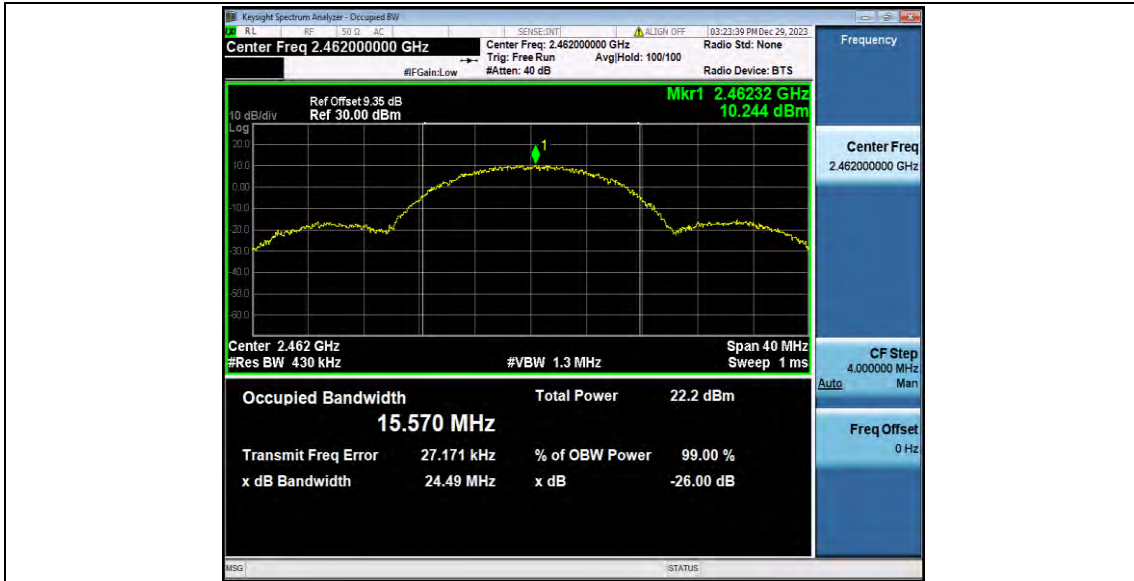 Keysight Spectrum Analyzer - Occupied BW
RL RF 50 Ω AC SENSE:INT ALIGN OFF 03:23:39 PM Dec 29, 2023
Center Freq 2.462000000 GHz
Center Freq: 2.462000000 GHz Radio Std: None
Trig: Free Run Avg|Hold: 100/100
#IFGain:Low #Atten: 40 dB Radio Device: BTS
Frequency
Mkr1 2.46232 GHz
10.244 dBm
Ref Offset 9.35 dB
10 dB/div Ref 30.00 dBm
Log
20.0
10.0
0.00
-10.0
-20.0
-30.0
-40.0
-50.0
-60.0
1
Center 2.462 GHz Span 40 MHz
#Res BW 430 kHz #VBW 1.3 MHz Sweep 1 ms
Center Freq
2.462000000 GHz
CF Step
4.000000 MHz
Auto Man
Freq Offset
0 Hz
Occupied Bandwidth Total Power 22.2 dBm
15.570 MHz
Transmit Freq Error 27.171 kHz % of OBW Power 99.00 %
x dB Bandwidth 24.49 MHz x dB -26.00 dB
MSG STATUS